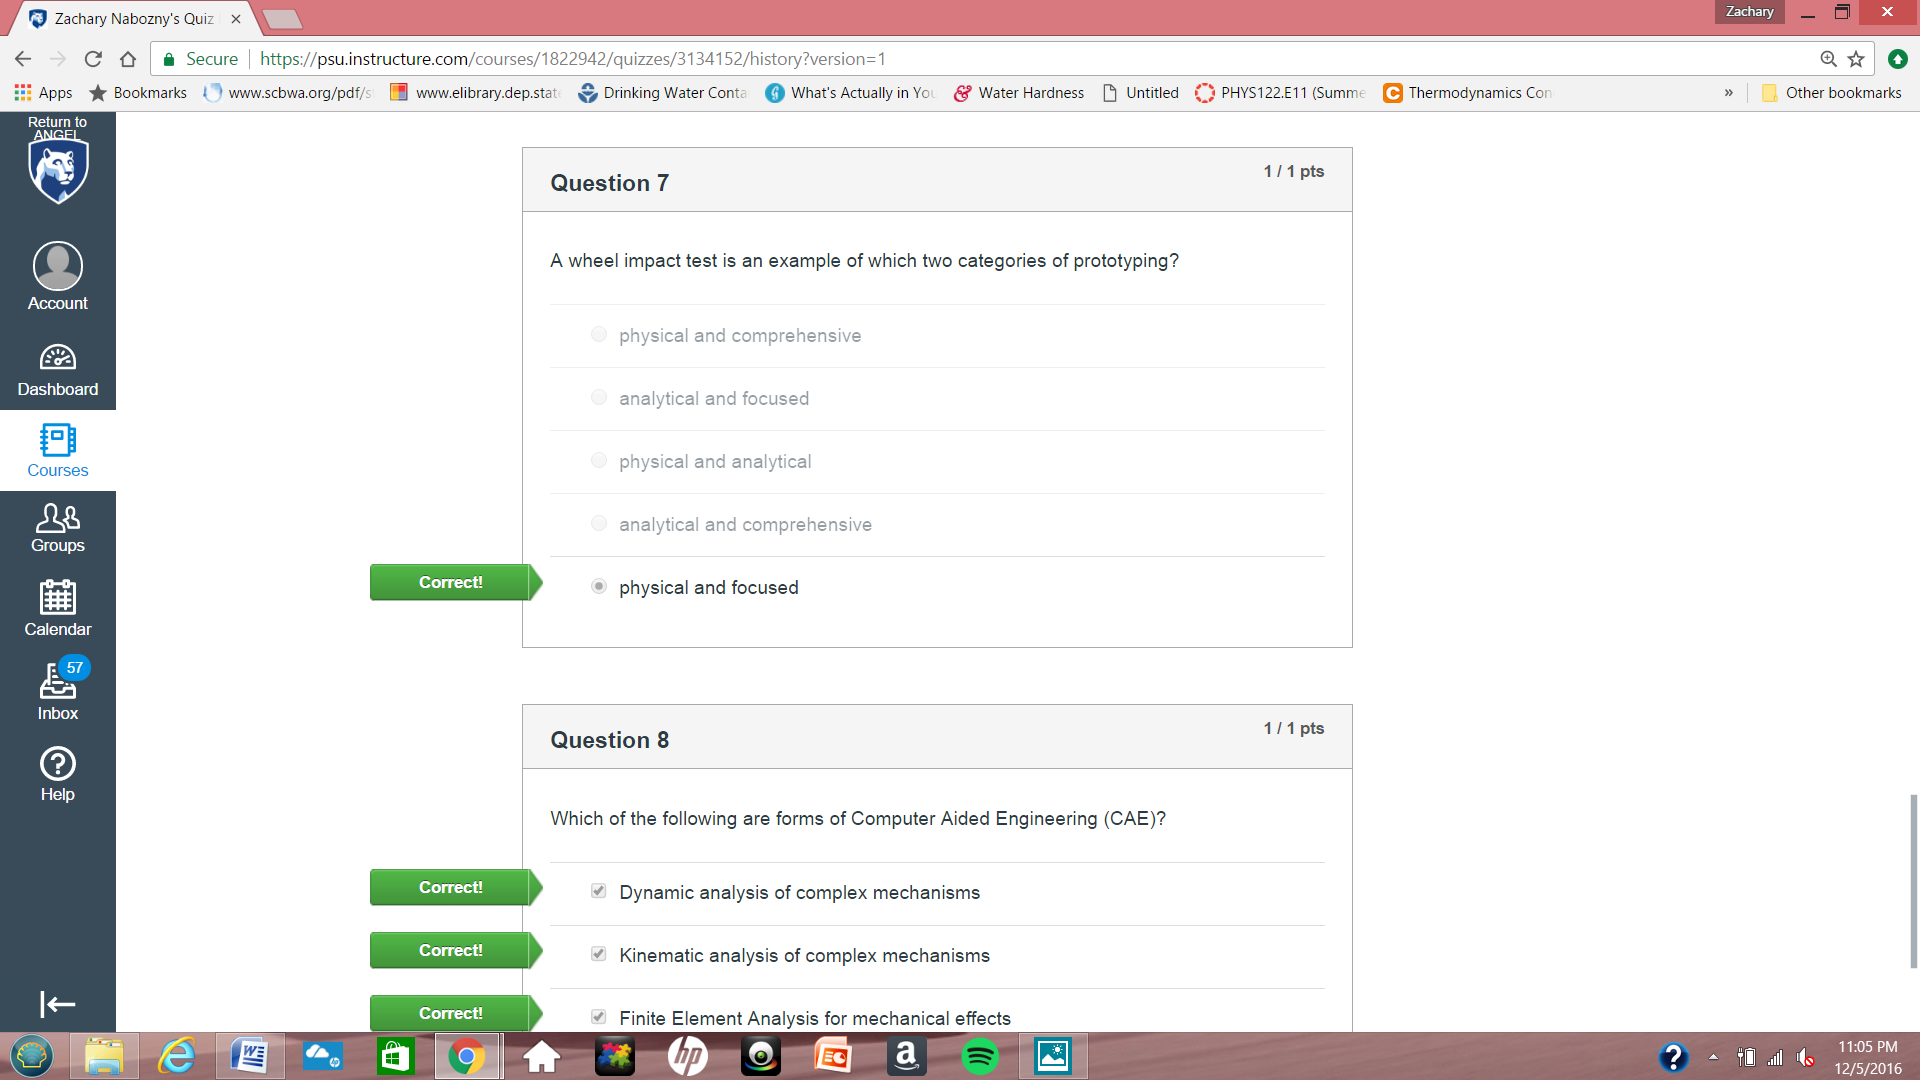 Zachary Nabozny's Quiz
Zachary
Secure https://psu.instructure.com/courses/1822942/quizzes/3134152/history?version=1
Apps Bookmarks www.scbwa.org/pdf/s www.elibrary.dep.stat Drinking Water Conta What's Actually in You Water Hardness Untitled PHYS122.E11 (Summe Thermodynamics Con » Other bookmarks
Return to
ANGEL
Account
Dashboard
Courses
Groups
Calendar
57
Inbox
Help
Question 7
1 / 1 pts
A wheel impact test is an example of which two categories of prototyping?
physical and comprehensive
analytical and focused
physical and analytical
analytical and comprehensive
Correct! physical and focused
Question 8
1 / 1 pts
Which of the following are forms of Computer Aided Engineering (CAE)?
Correct! Dynamic analysis of complex mechanisms
Correct! Kinematic analysis of complex mechanisms
Correct! Finite Element Analysis for mechanical effects
11:05 PM
12/5/2016